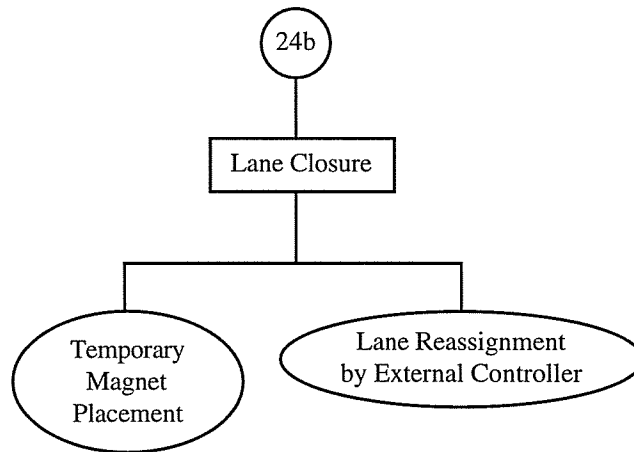 24b
Lane Closure
Temporary
Magnet
Placement
Lane Reassignment
by External Controller